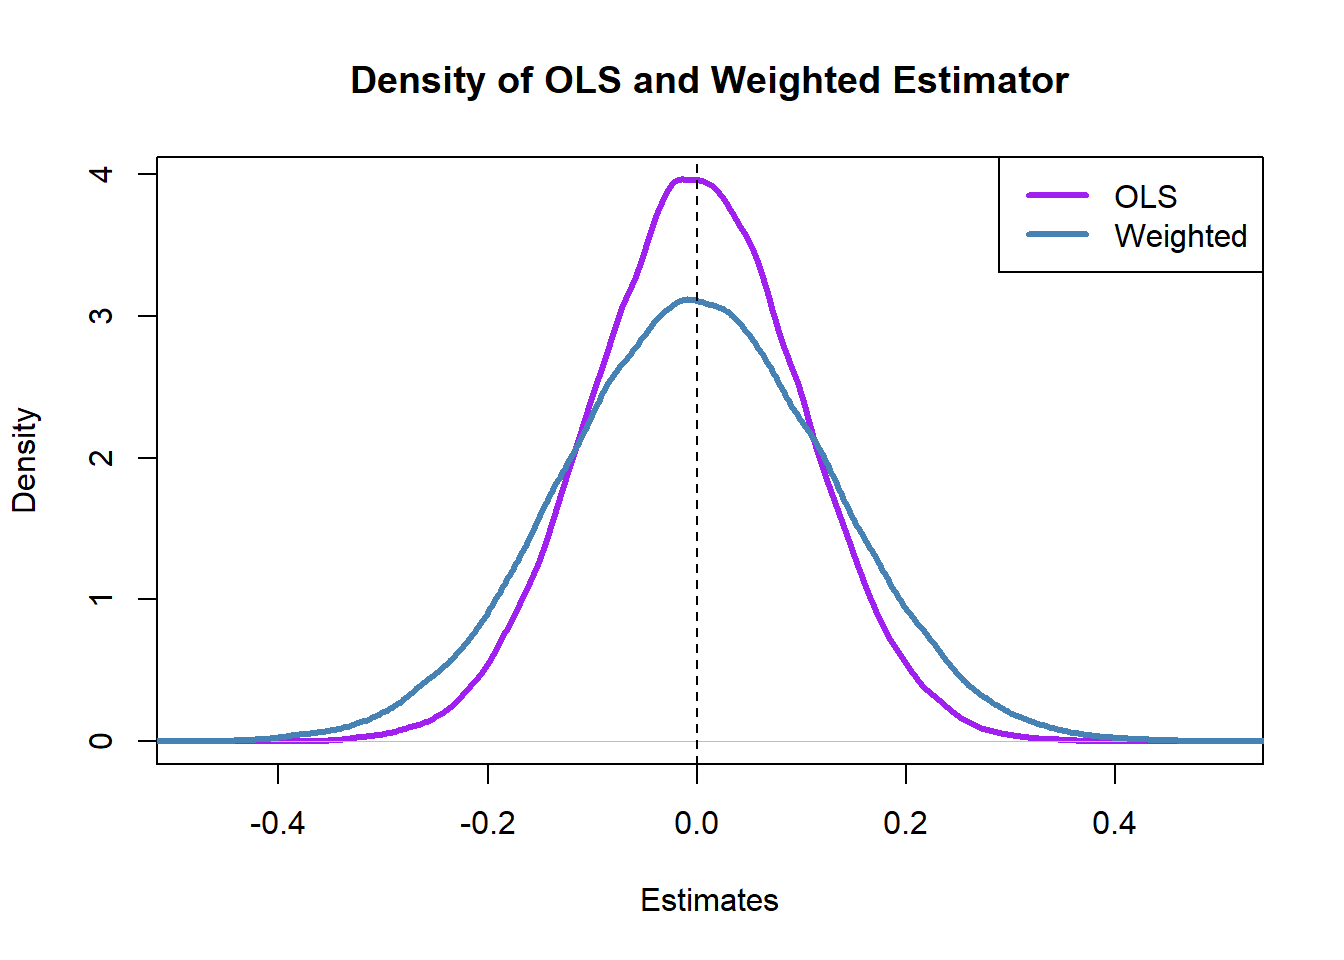 Density of OLS and Weighted Estimator
OLS
Weighted
4
3
2
1
0
Density
-0.4 -0.2 0.0 0.2 0.4
Estimates